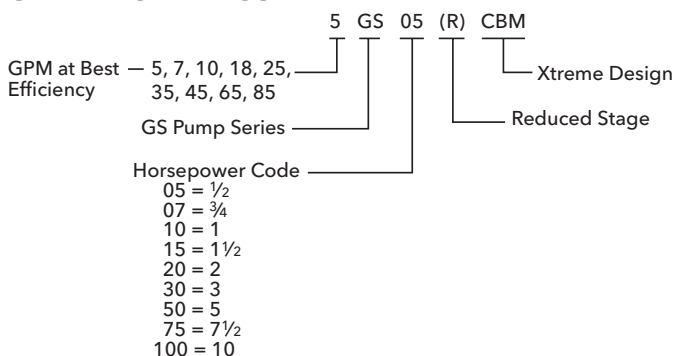 5 GS 05 (R) CBM
GPM at Best Efficiency — 5, 7, 10, 18, 25,
35, 45, 65, 85
Xtreme Design
GS Pump Series
Reduced Stage
Horsepower Code
05 = ½
07 = ¾
10 = 1
15 = 1½
20 = 2
30 = 3
50 = 5
75 = 7½
100 = 10